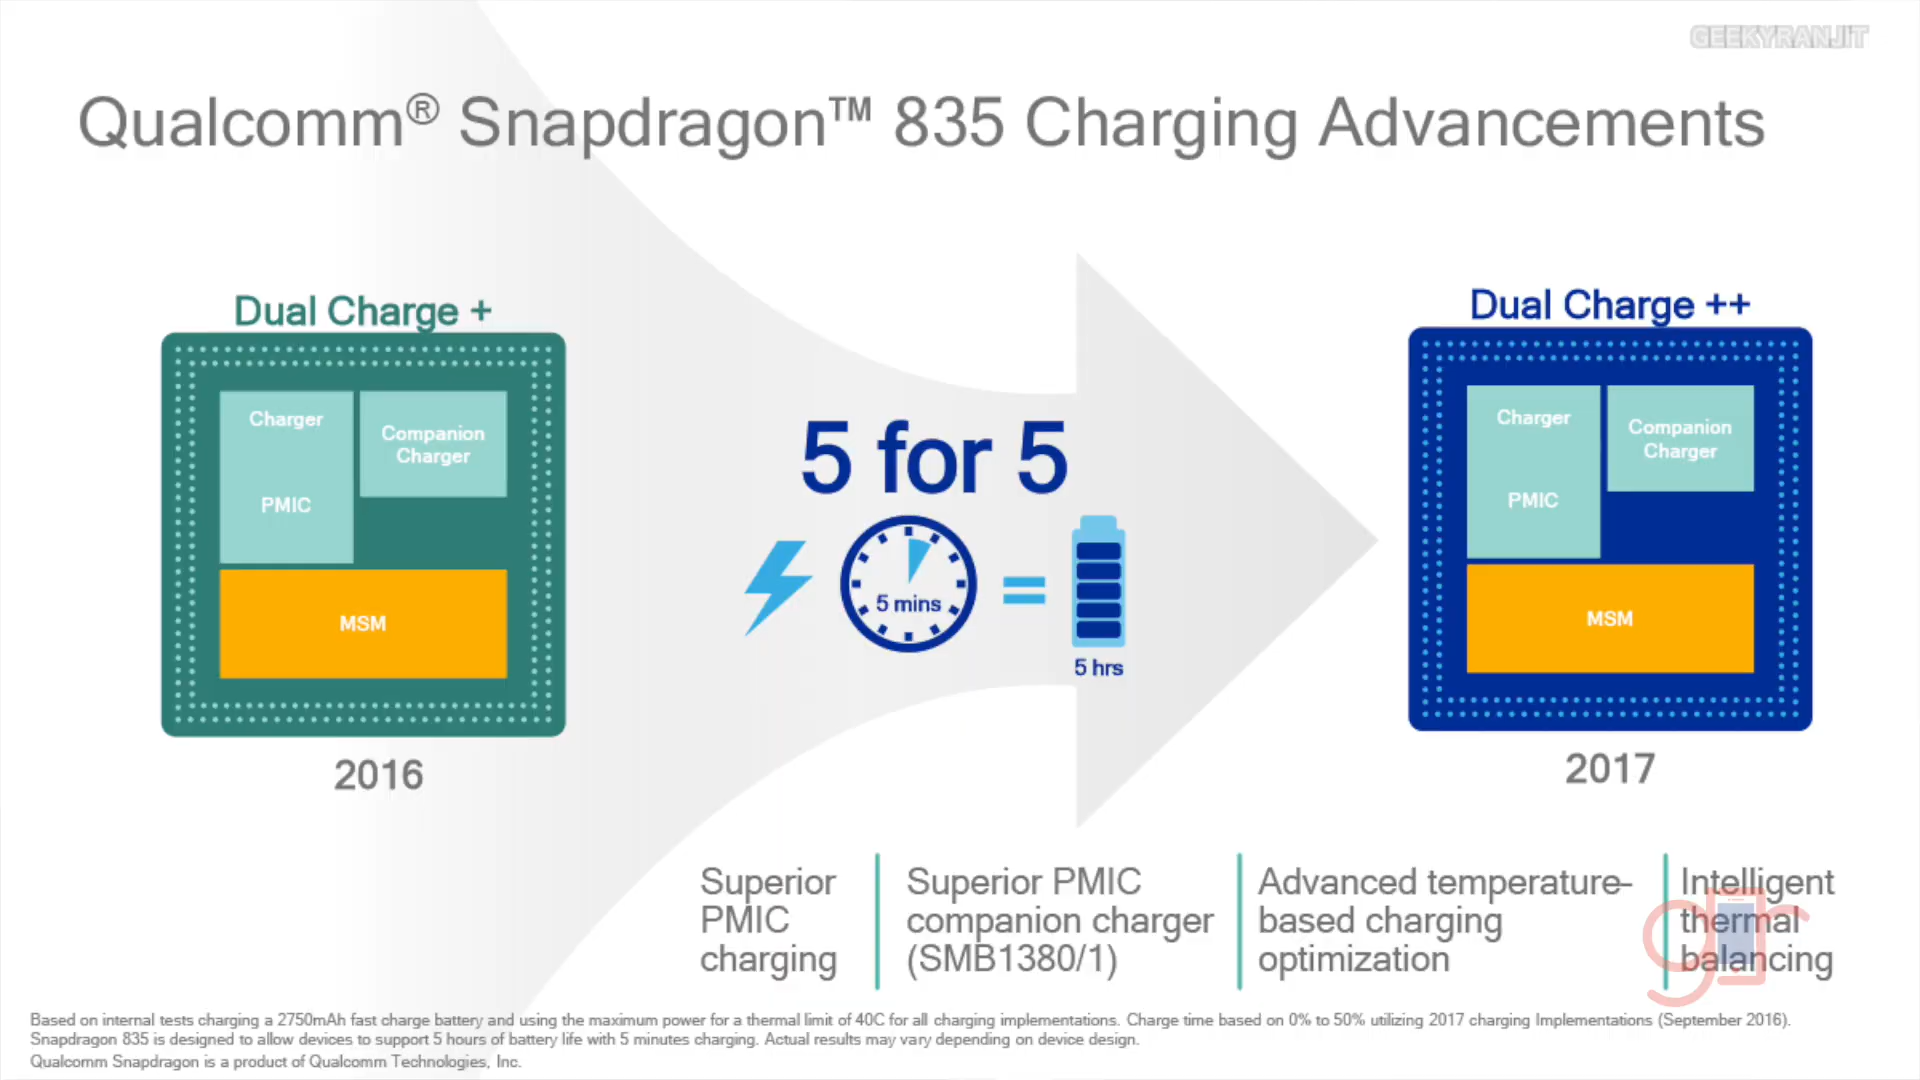 GEEKYRANJIT
Qualcomm® Snapdragon™ 835 Charging Advancements
Dual Charge +
Charger
PMIC
Companion
Charger
MSM
2016
5 for 5
5 mins
=
5 hrs
Dual Charge ++
Charger
PMIC
Companion
Charger
MSM
2017
Superior
PMIC
charging
Superior PMIC
companion charger
(SMB1380/1)
Advanced temperature–
based charging
optimization
Intelligent
thermal
balancing
gr
Based on internal tests charging a 2750mAh fast charge battery and using the maximum power for a thermal limit of 40C for all charging implementations. Charge time based on 0% to 50% utilizing 2017 charging Implementations (September 2016).
Snapdragon 835 is designed to allow devices to support 5 hours of battery life with 5 minutes charging. Actual results may vary depending on device design.
Qualcomm Snapdragon is a product of Qualcomm Technologies, Inc.